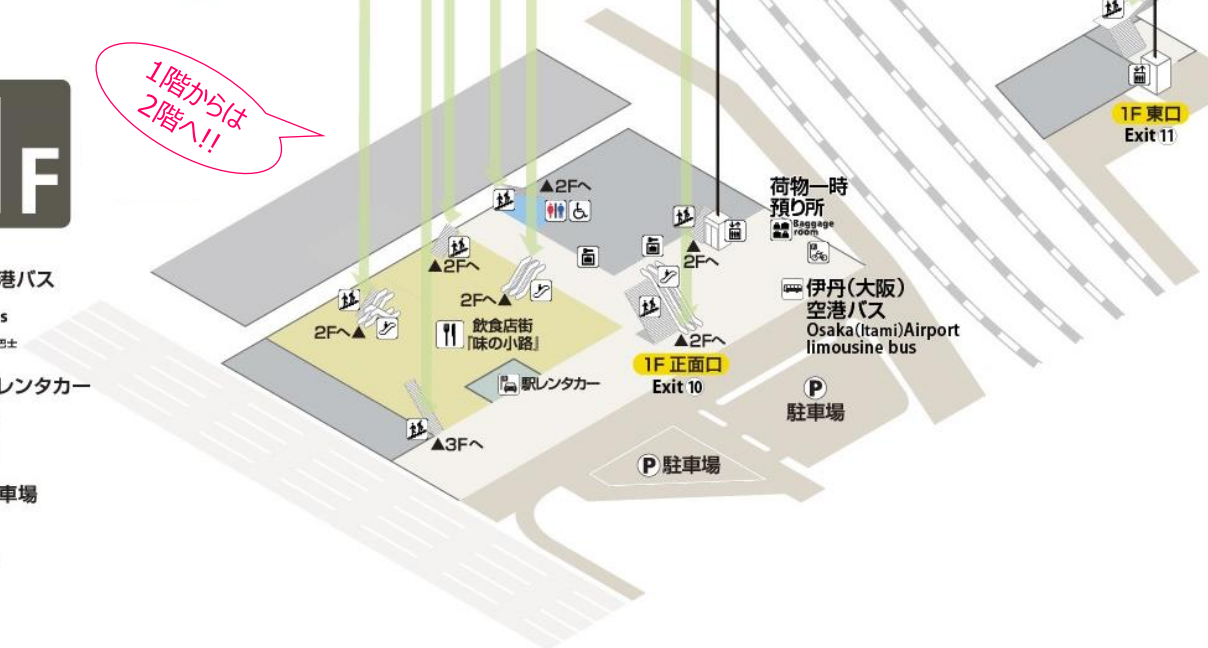 1階からは
2階へ!!
F
1F 東口
Exit 11
▲2Fへ
荷物一時
預り所
Baggage
room
▲
2Fへ
▲2Fへ
2Fへ▲
2Fへ▲
飲食店街
『味の小路』
伊丹(大阪)
空港バス
Osaka(Itami)Airport
limousine bus
▲2Fへ
1F 正面口
Exit 10
駅レンタカー
P
駐車場
▲3Fへ
P 駐車場
港バス
s
巴士
レンタカー
車場